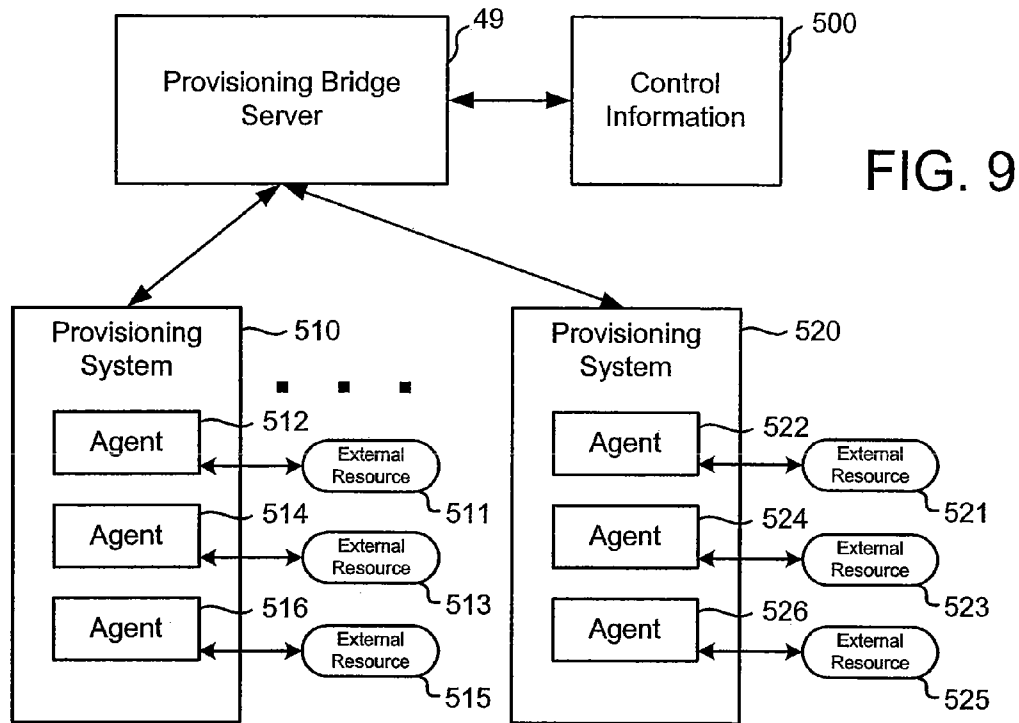 49
500
Provisioning Bridge
Server
Control
Information
FIG. 9
Provisioning
System
510
Provisioning
System
520
Agent
512
External
Resource
511
Agent
522
External
Resource
521
Agent
514
External
Resource
513
Agent
524
External
Resource
523
Agent
516
External
Resource
515
Agent
526
External
Resource
525